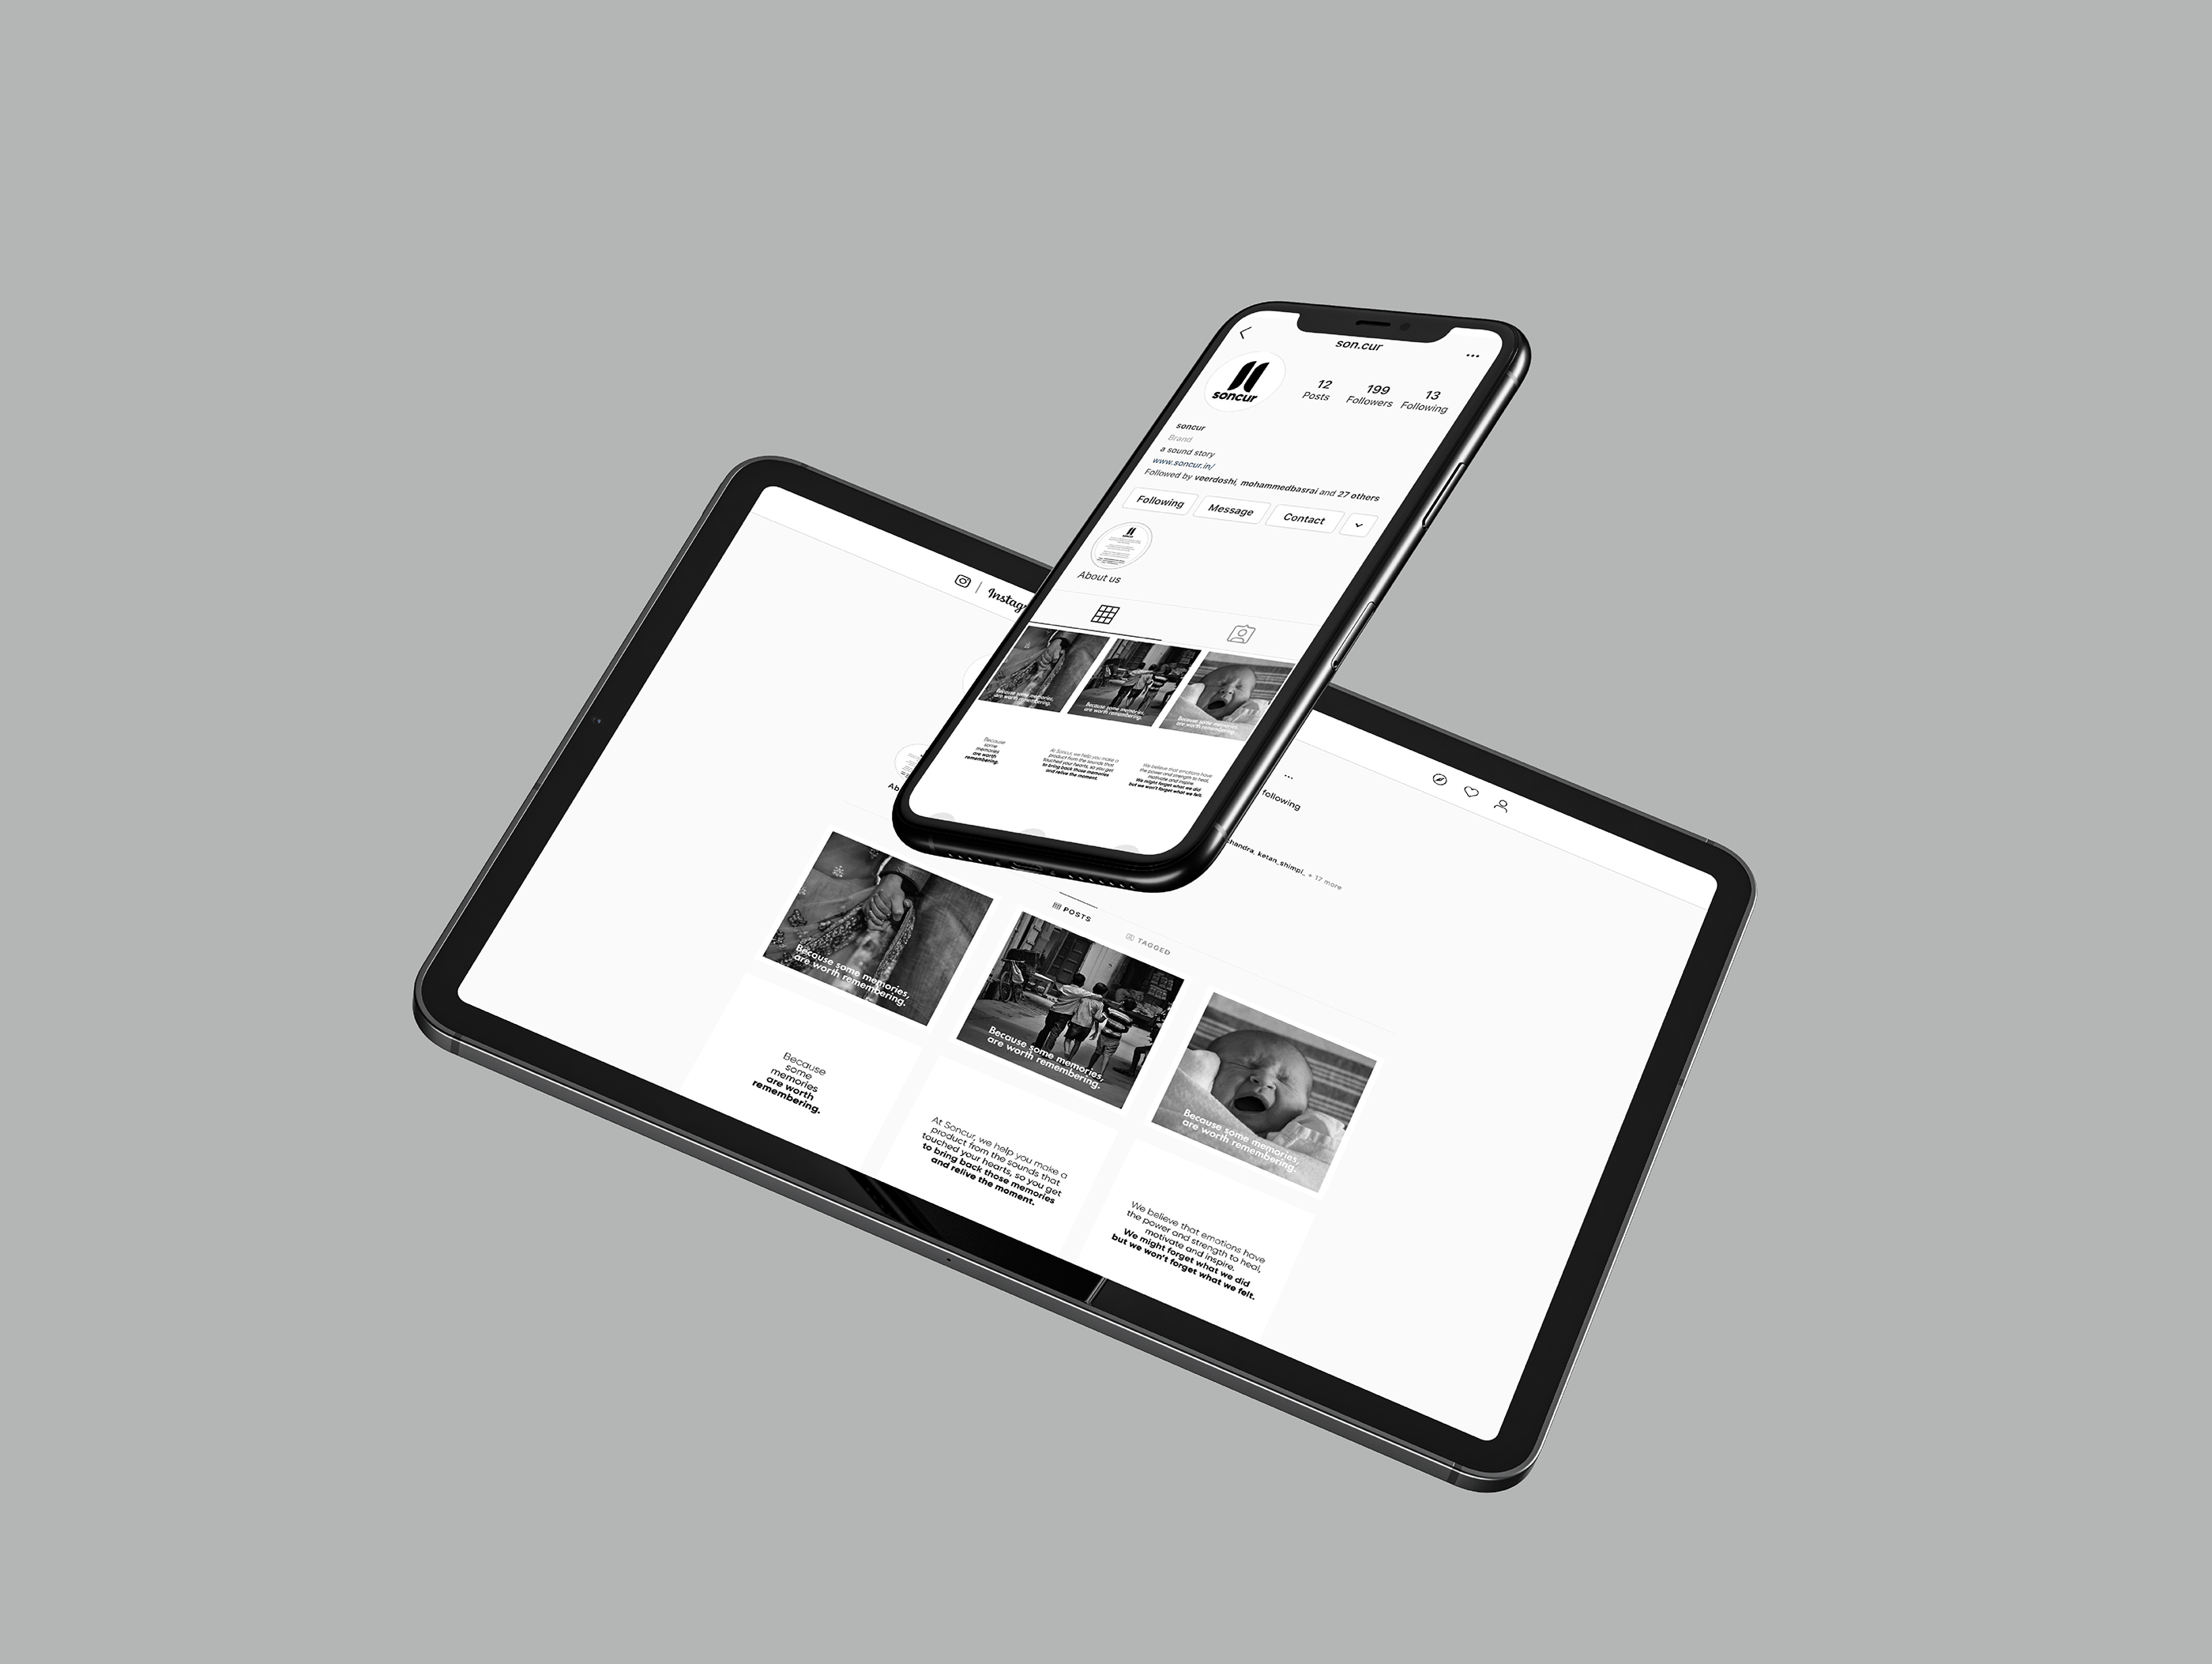 son.cur
soncur
12
Posts
199
Followers
13
Following
soncur
Brand
a sound story
www.soncur.in/
Followed by veerdoshi, mohammedbasrai and 27 others
Following
Message
Contact
About us
Because some memories,
are worth remembering.
Because some memories,
are worth remembering.
Because some memories
are worth remembering.
Because
some
memories
are worth
remembering.
At Soncur, we help you make a
product from the sounds that
touched your hearts, so you get
to bring back those memories
and relive the moment.
We believe that emotions have
the power and strength to heal,
motivate and inspire.
We might forget what we did
but we won't forget what we felt.
Instagr
Ab
following
chandra, ketan_shimpi_ + 17 more
POSTS
TAGGED
Because some memories,
are worth remembering.
Because some memories,
are worth remembering.
Because some memories,
are worth remembering.
Because
some
memories
are worth
remembering.
At Soncur, we help you make a
product from the sounds that
touched your hearts, so you get
to bring back those memories
and relive the moment.
We believe that emotions have
the power and strength to heal,
motivate and inspire.
We might forget what we did
but we won't forget what we felt.